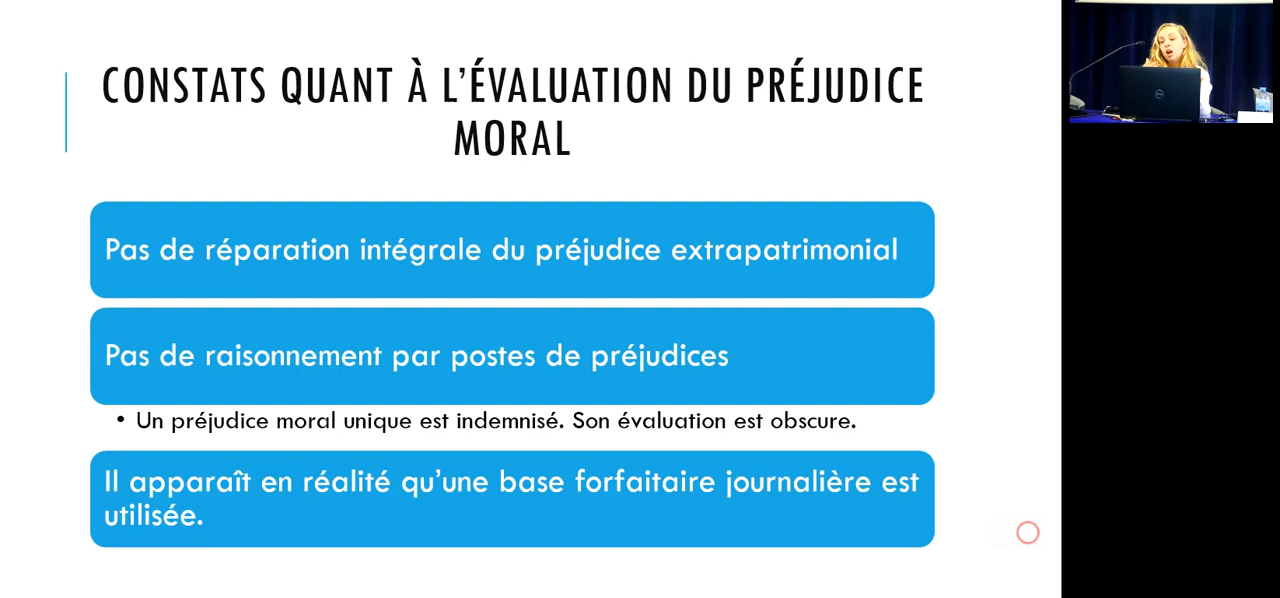 CONSTATS QUANT À L’ÉVALUATION DU PRÉJUDICE
MORAL
Pas de réparation intégrale du préjudice extrapatrimonial
Pas de raisonnement par postes de préjudices
• Un préjudice moral unique est indemnisé. Son évaluation est obscure.
Il apparaît en réalité qu’une base forfaitaire journalière est
utilisée.